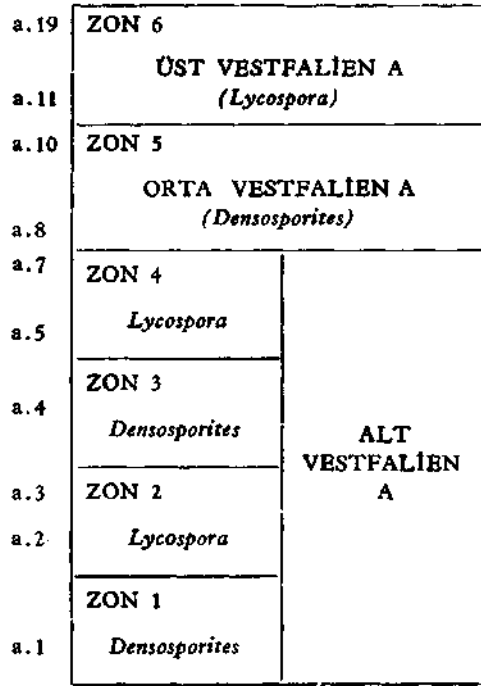 a.19 ZON 6
ÜST VESTFALİEN A
a.11 (Lycospora)
a.10 ZON 5
ORTA VESTFALİEN A
(Densosporites)
a.8
a.7 ZON 4
Lycospora
a.5
ZON 3
a.4
Densosporites
ALT
VESTFALİEN
A
a.3 ZON 2
a.2 Lycospora
ZON 1
a.1 Densosporites